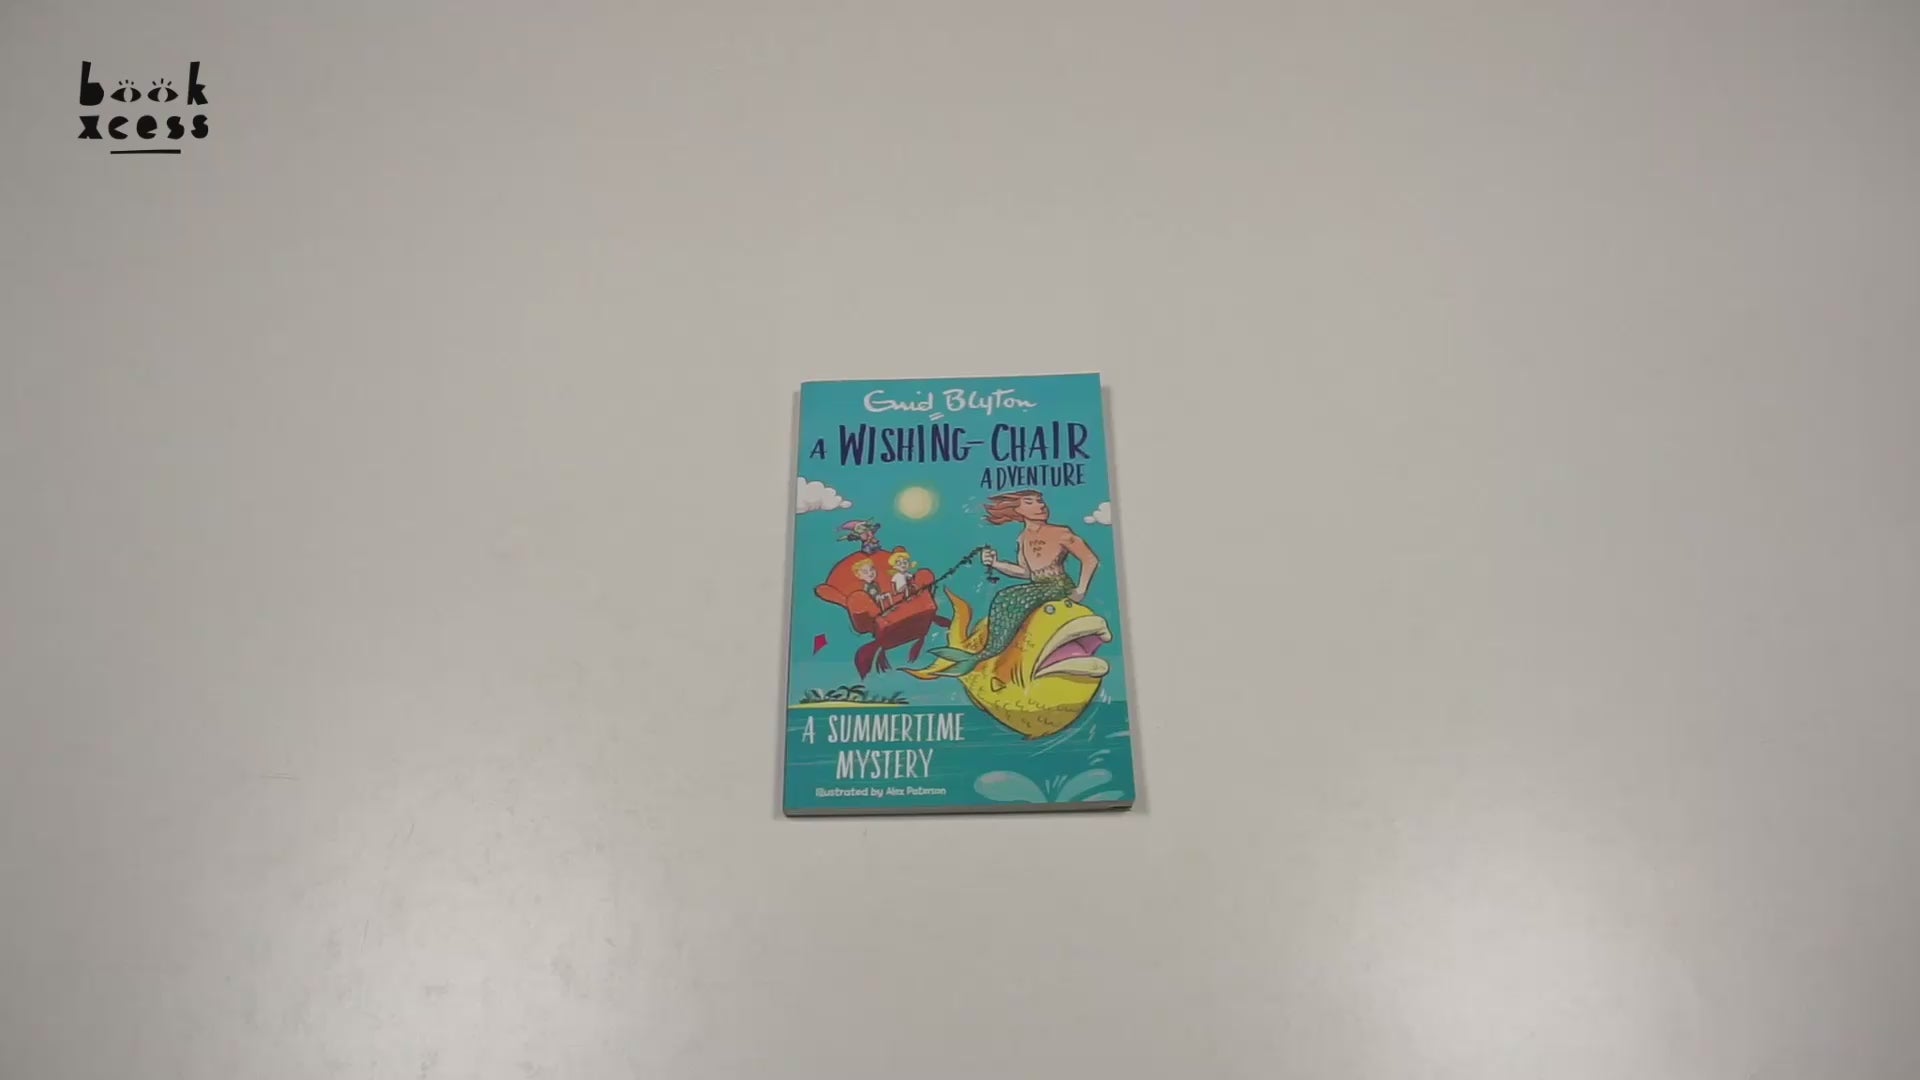 book
xcess
Enid Blyton
A WISHING-CHAIR
ADVENTURE
A SUMMERTIME
MYSTERY
Illustrated by Alex Paterson